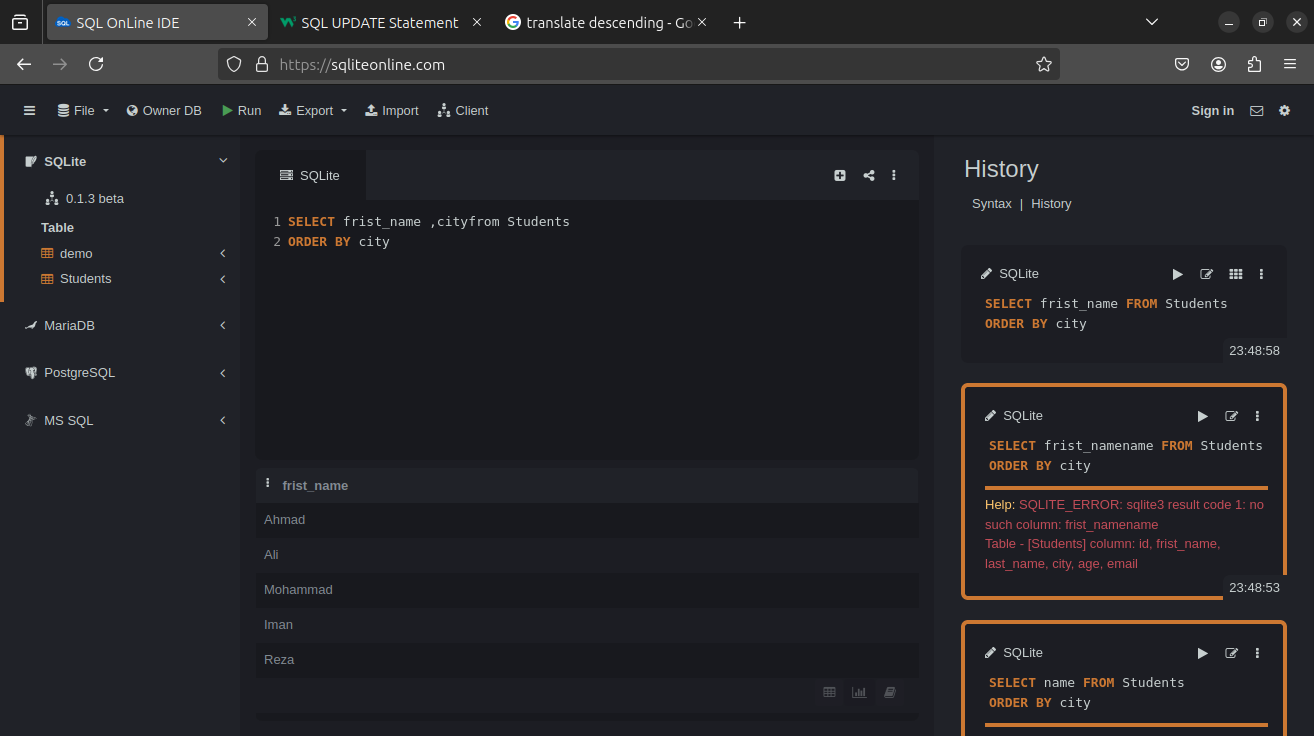 SQL OnLine IDE
SQL UPDATE Statement
translate descending - Go
https://sqliteonline.com
File
Owner DB
Run
Export
Import
Client
Sign in
SQLite
0.1.3 beta
Table
demo
Students
MariaDB
PostgreSQL
MS SQL
SQLite
1 SELECT frist_name ,cityfrom Students
2 ORDER BY city
frist_name
Ahmad
Ali
Mohammad
Iman
Reza
History
Syntax | History
SQLite
SELECT frist_name FROM Students
ORDER BY city
23:48:58
SQLite
SELECT frist_namename FROM Students
ORDER BY city
Help: SQLITE_ERROR: sqlite3 result code 1: no
such column: frist_namename
Table - [Students] column: id, frist_name,
last_name, city, age, email
23:48:53
SQLite
SELECT name FROM Students
ORDER BY city